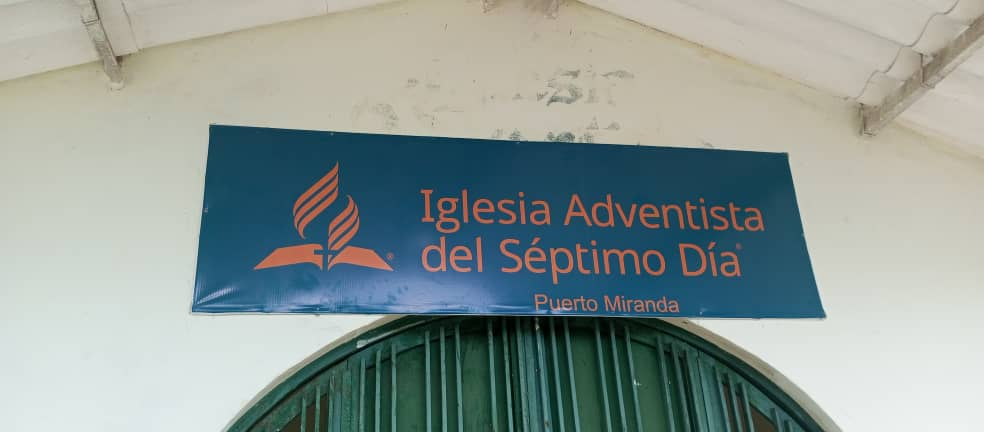 Iglesia Adventista
del Séptimo Día®
Puerto Miranda